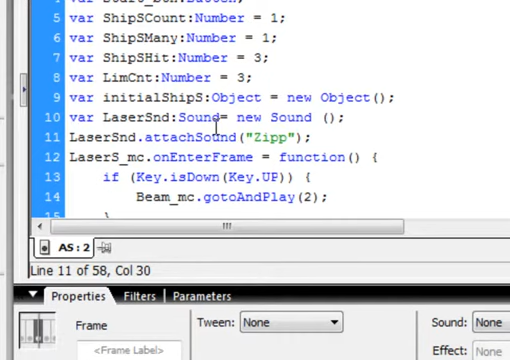 5 var ShipSCount:Number = 1;
6 var ShipSMany:Number = 1;
7 var ShipSHit:Number = 3;
8 var LimCnt:Number = 3;
9 var initialShipS:Object = new Object();
10 var LaserSnd:Sound= new Sound ();
11 LaserSnd.attachSound("Zipp");
12 LaserS_mc.onEnterFrame = function() {
13 if (Key.isDown(Key.UP)) {
14 Beam_mc.gotoAndPlay(2);
15 }
AS : 2
Line 11 of 58, Col 30
Properties Filters Parameters
Frame Tween: None Sound: None
<Frame Label> Effect: None